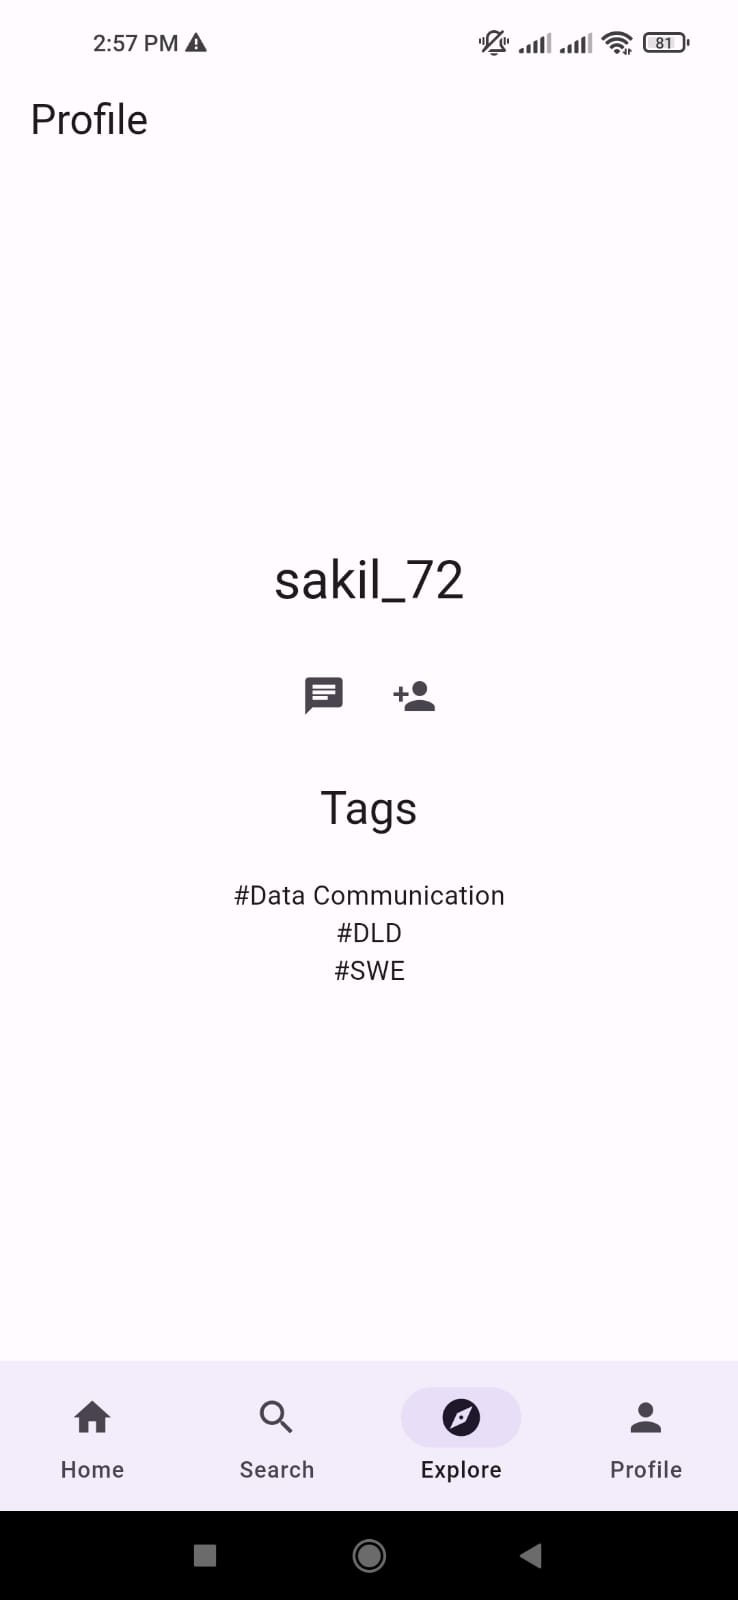 2:57 PM
81
Profile
sakil_72
Tags
#Data Communication
#DLD
#SWE
Home
Search
Explore
Profile